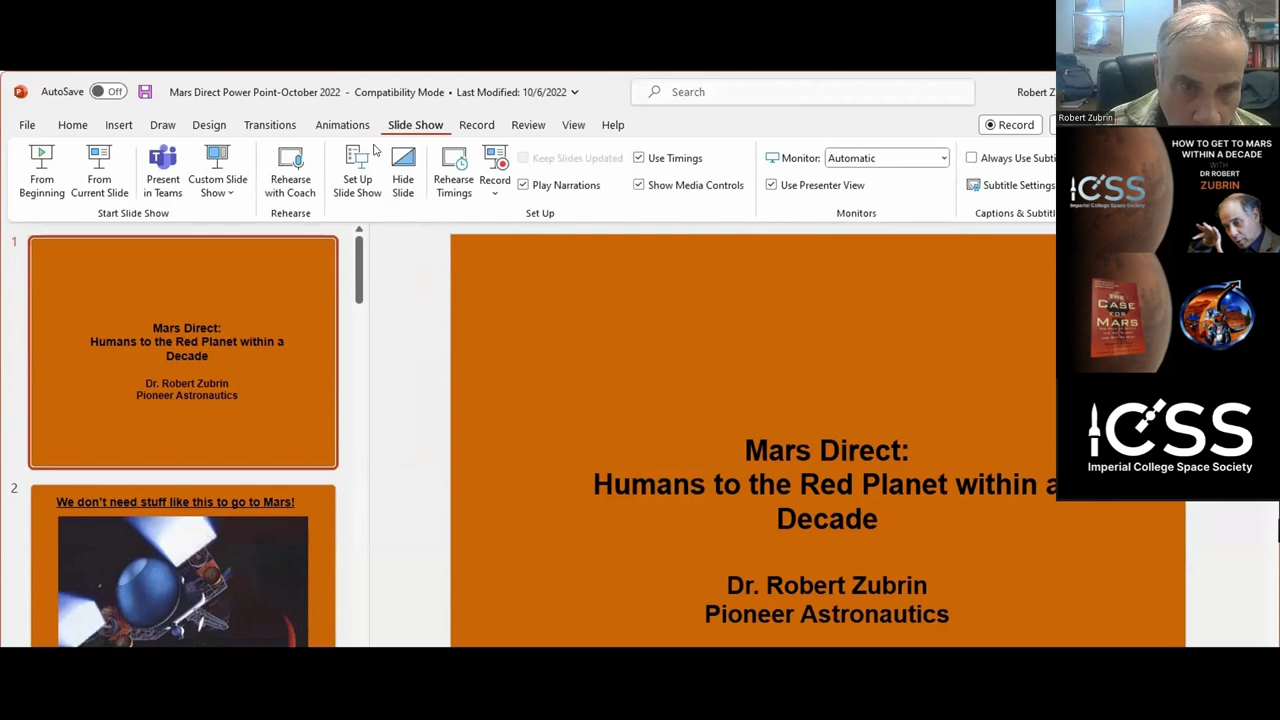 AutoSave Off Mars Direct Power Point-October 2022 - Compatibility Mode • Last Modified: 10/6/2022 Search Robert Z
File Home Insert Draw Design Transitions Animations Slide Show Record Review View Help Record
From Beginning
From Current Slide
Present in Teams
Custom Slide Show
Start Slide Show
Rehearse with Coach
Rehearse
Set Up Slide Show
Hide Slide
Rehearse Timings
Record
Keep Slides Updated
Play Narrations
Use Timings
Show Media Controls
Set Up
Monitor: Automatic
Use Presenter View
Monitors
Always Use Subti
Subtitle Settings
Captions & Subtitl
1
Mars Direct:
Humans to the Red Planet within a
Decade
Dr. Robert Zubrin
Pioneer Astronautics
2
We don't need stuff like this to go to Mars!
Mars Direct:
Humans to the Red Planet within a
Decade
Dr. Robert Zubrin
Pioneer Astronautics
Robert Zubrin
HOW TO GET TO MARS
WITHIN A DECADE
WITH
DR ROBERT
ZUBRIN
ICSS
Imperial College Space Society
THE
CASE
FOR
MARS
ICSS
Imperial College Space Society